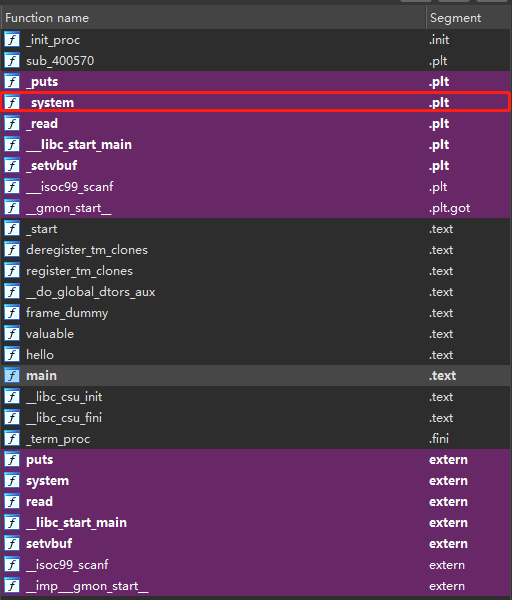 Function name Segment
f _init_proc .init
f sub_400570 .plt
f _puts .plt
f _system .plt
f _read .plt
f ___libc_start_main .plt
f _setvbuf .plt
f ___isoc99_scanf .plt
f __gmon_start__ .plt.got
f _start .text
f deregister_tm_clones .text
f register_tm_clones .text
f __do_global_dtors_aux .text
f frame_dummy .text
f valuable .text
f hello .text
f main .text
f __libc_csu_init .text
f __libc_csu_fini .text
f _term_proc .fini
f puts extern
f system extern
f read extern
f __libc_start_main extern
f setvbuf extern
f __isoc99_scanf extern
f __imp___gmon_start__ extern